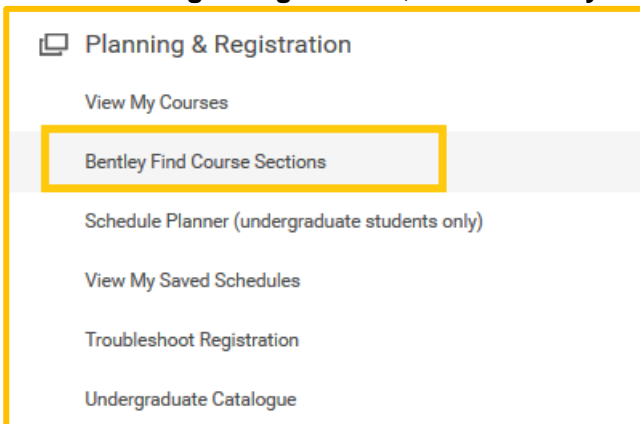 Planning & Registration
View My Courses
Bentley Find Course Sections
Schedule Planner (undergraduate students only)
View My Saved Schedules
Troubleshoot Registration
Undergraduate Catalogue